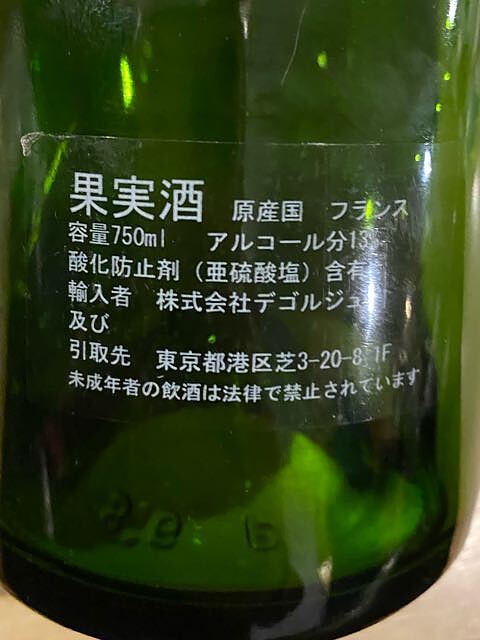 果実酒 原産国 フランス
容量750ml アルコール分13
酸化防止剤（亜硫酸塩）含有
輸入者 株式会社デゴルジュ
及び
引取先 東京都港区芝3-20-8 1F
未成年者の飲酒は法律で禁止されています